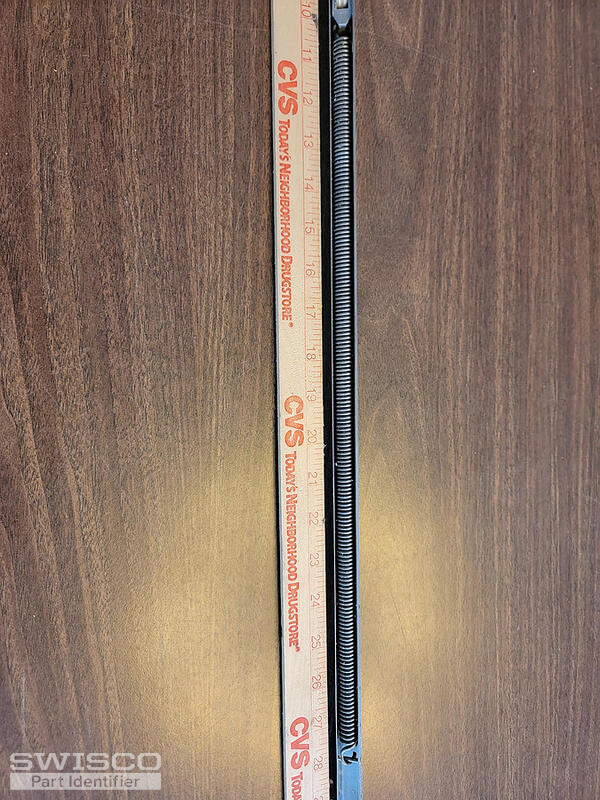 10 11 12 13 14 15 16 17 18 19 20 21 22 23 24 25 26 27 28
CVS TODAY'S NEIGHBORHOOD DRUGSTORE®
CVS TODAY'S NEIGHBORHOOD DRUGSTORE®
CVS TODA
SWISCO
Part Identifier